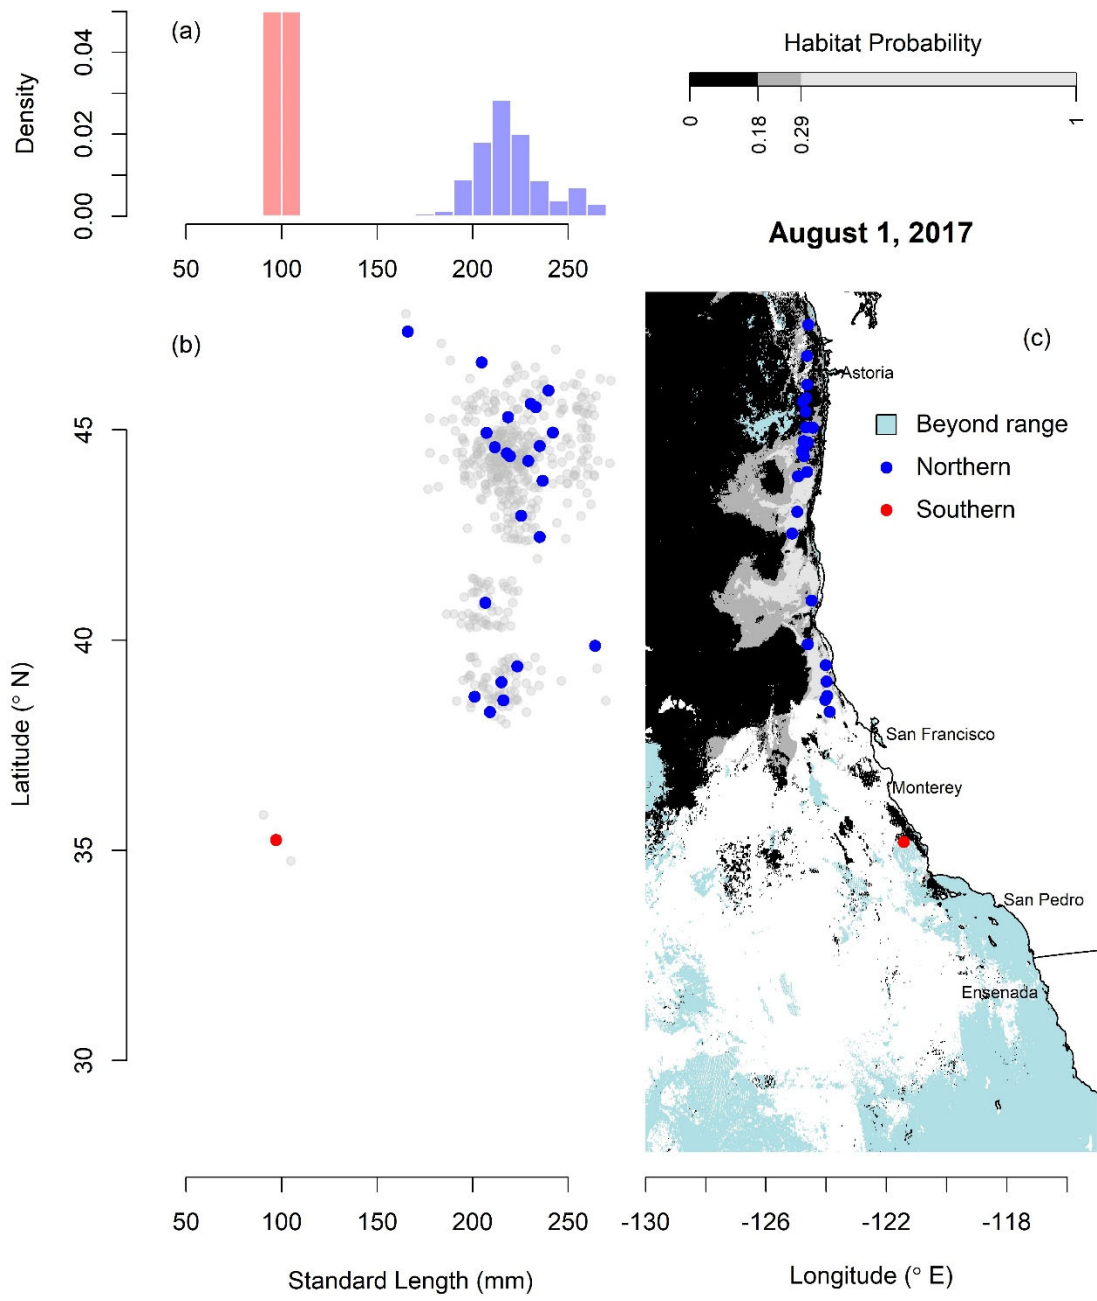 (a)
Density
0.04
0.02
0.00
50 100 150 200 250
Habitat Probability
0 0.18 0.29 1
August 1, 2017
(b)
Latitude (° N)
45
40
35
30
50 100 150 200 250
Standard Length (mm)
(c)
Astoria
Beyond range
Northern
Southern
San Francisco
Monterey
San Pedro
Ensenada
-130 -126 -122 -118
Longitude (° E)